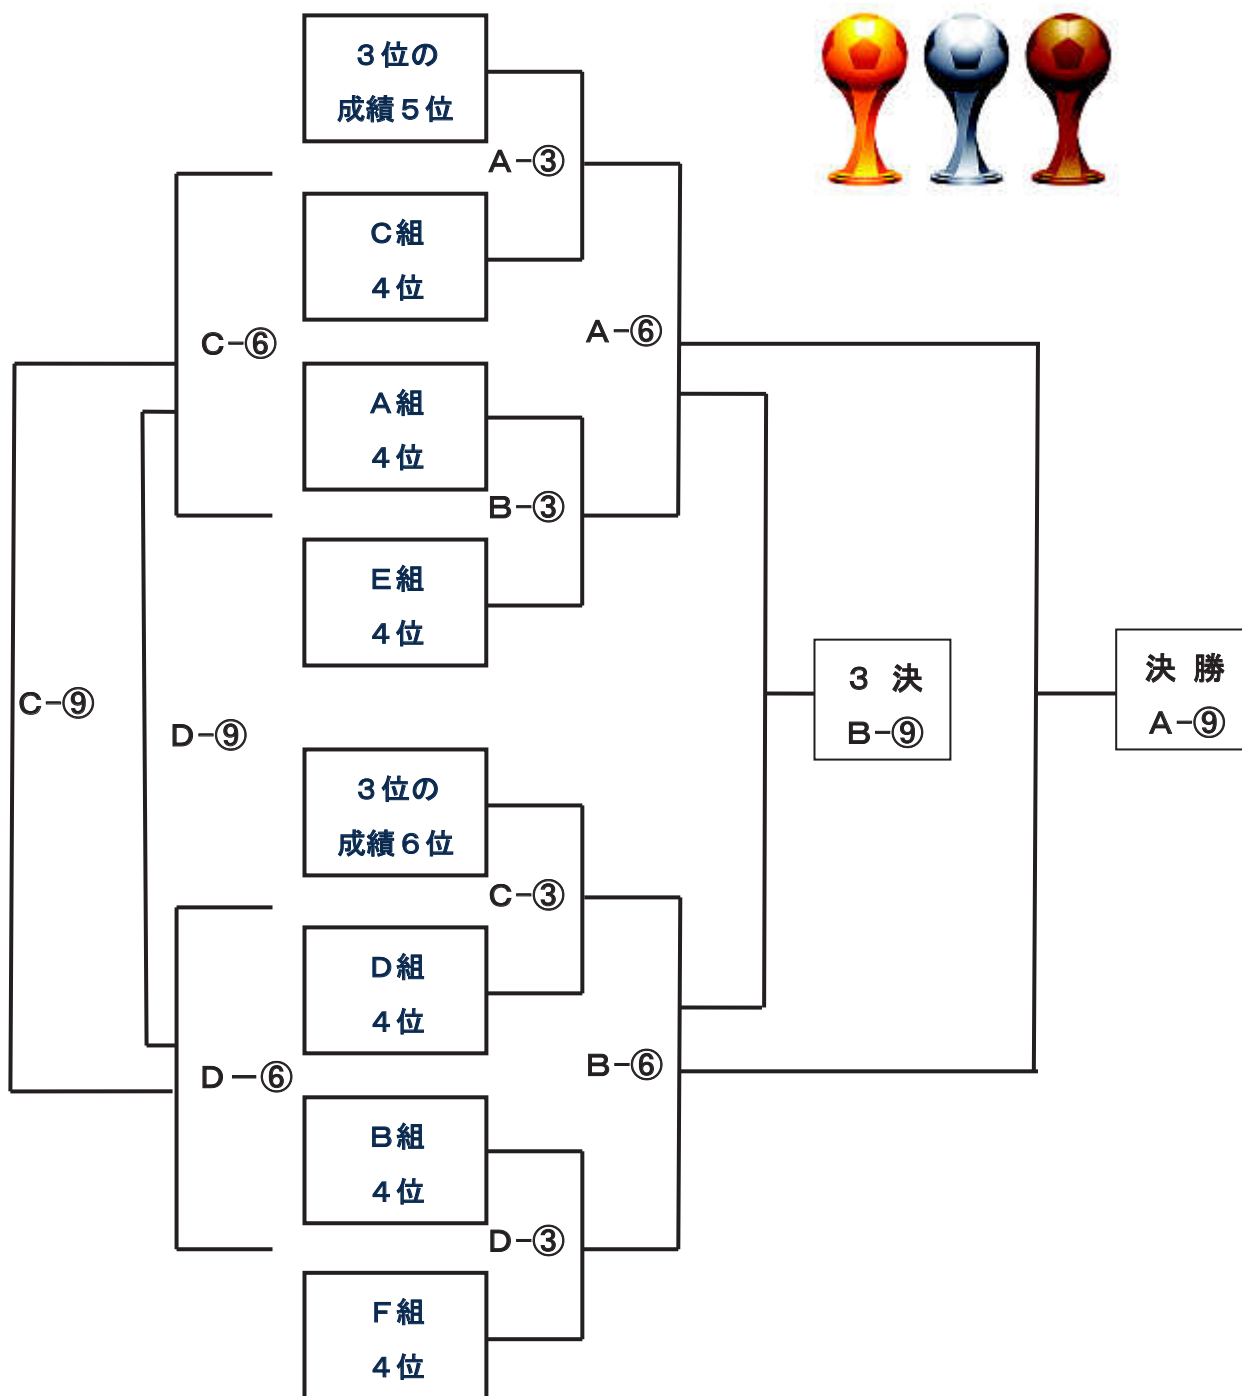 ３位の
成績５位
A-③
C組
４位
C-⑥
A-⑥
A組
４位
B-③
E組
４位
C-⑨
D-⑨
３ 決
B-⑨
決 勝
A-⑨
３位の
成績６位
C-③
D組
４位
D-⑥
B-⑥
B組
４位
D-③
F組
４位